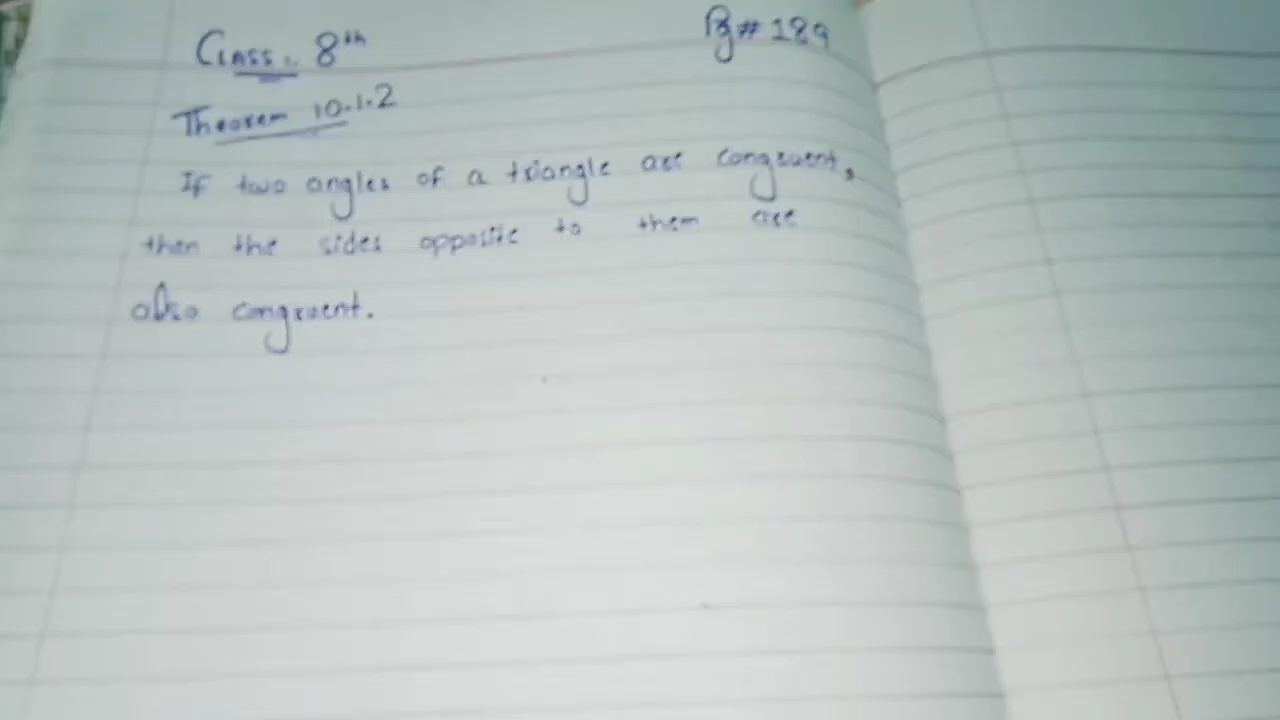 Class: 8th
Pg # 189
Theorem 10.1.2
If two angles of a triangle are congruent,
then the sides opposite to them are
also congruent.